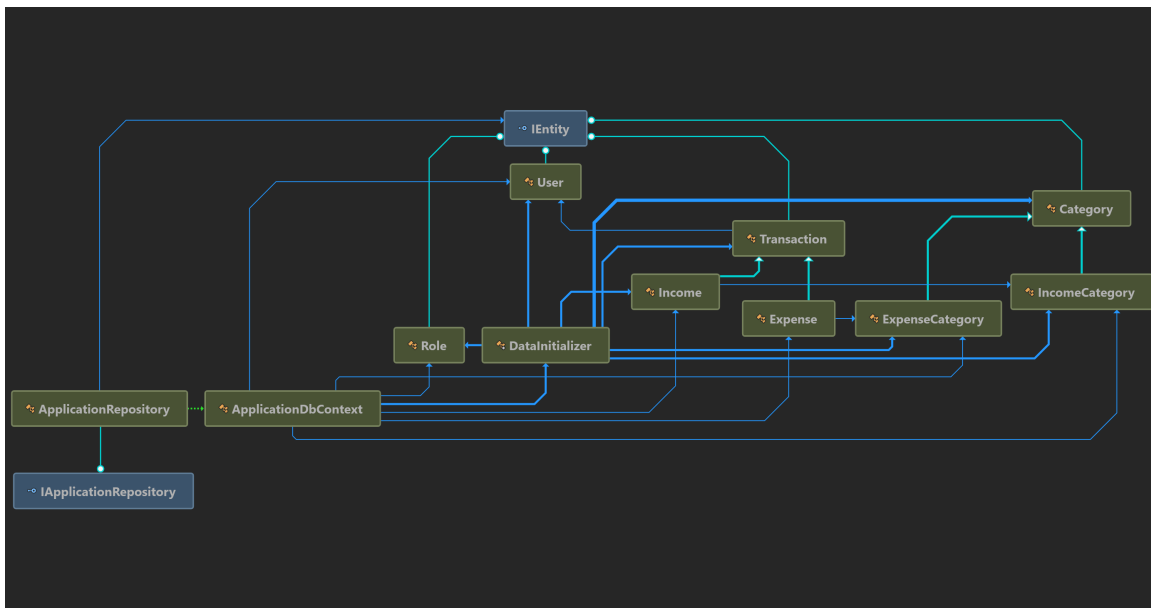 IEntity
User
Category
Transaction
Income
IncomeCategory
Expense
ExpenseCategory
Role
DataInitializer
ApplicationRepository
ApplicationDbContext
IApplicationRepository